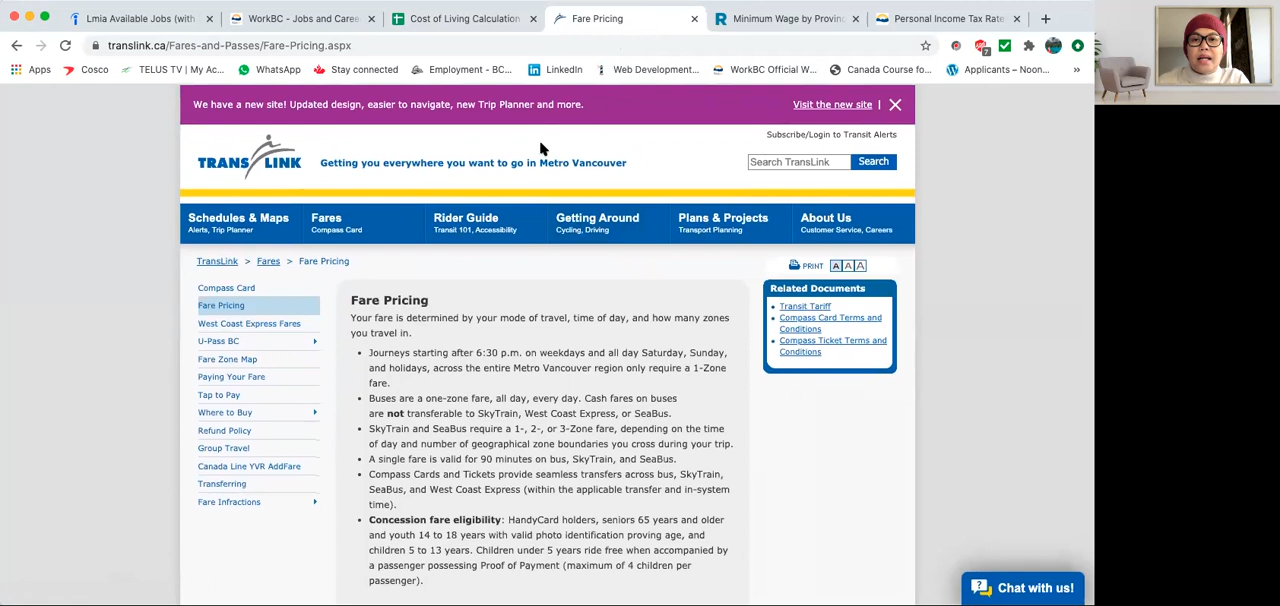 Lmia Available Jobs (with
WorkBC - Jobs and Caree
Cost of Living Calculation
Fare Pricing
Minimum Wage by Provinc
Personal Income Tax Rate
translink.ca/Fares-and-Passes/Fare-Pricing.aspx
7
Apps
Cosco
TELUS TV | My Ac...
WhatsApp
Stay connected
Employment - BC...
LinkedIn
Web Development...
WorkBC Official W...
Canada Course fo...
Applicants – Noon...
»
We have a new site! Updated design, easier to navigate, new Trip Planner and more.
Visit the new site |
Subscribe/Login to Transit Alerts
TRANSLINK
Getting you everywhere you want to go in Metro Vancouver
Search TransLink
Search
Schedules & Maps
Alerts, Trip Planner
Fares
Compass Card
Rider Guide
Transit 101, Accessibility
Getting Around
Cycling, Driving
Plans & Projects
Transport Planning
About Us
Customer Service, Careers
TransLink > Fares > Fare Pricing
PRINT A A A
Compass Card
Fare Pricing
West Coast Express Fares
U-Pass BC
Fare Zone Map
Paying Your Fare
Tap to Pay
Where to Buy
Refund Policy
Group Travel
Canada Line YVR AddFare
Transferring
Fare Infractions
Fare Pricing
Your fare is determined by your mode of travel, time of day, and how many zones
you travel in.
• Journeys starting after 6:30 p.m. on weekdays and all day Saturday, Sunday,
and holidays, across the entire Metro Vancouver region only require a 1-Zone
fare.
• Buses are a one-zone fare, all day, every day. Cash fares on buses
are not transferable to SkyTrain, West Coast Express, or SeaBus.
• SkyTrain and SeaBus require a 1-, 2-, or 3-Zone fare, depending on the time
of day and number of geographical zone boundaries you cross during your trip.
• A single fare is valid for 90 minutes on bus, SkyTrain, and SeaBus.
• Compass Cards and Tickets provide seamless transfers across bus, SkyTrain,
SeaBus, and West Coast Express (within the applicable transfer and in-system
time).
• Concession fare eligibility: HandyCard holders, seniors 65 years and older
and youth 14 to 18 years with valid photo identification proving age, and
children 5 to 13 years. Children under 5 years ride free when accompanied by
a passenger possessing Proof of Payment (maximum of 4 children per
passenger).
Related Documents
• Transit Tariff
• Compass Card Terms and
Conditions
• Compass Ticket Terms and
Conditions
Chat with us!